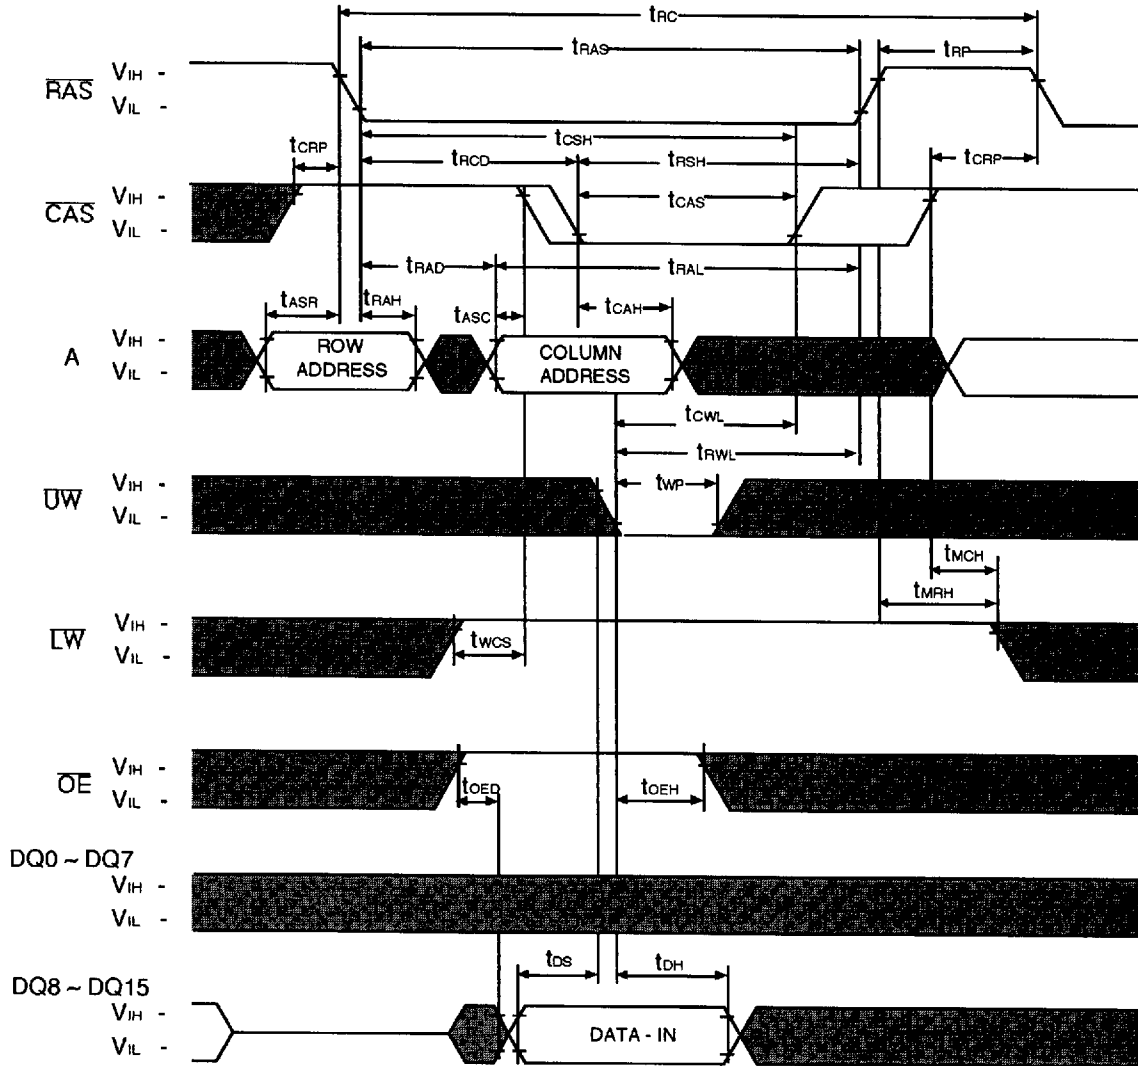 tRC
tRAS tRP
RAS VIH -
VIL -
tCSH
tCRP tRCD tRSH tCRP
CAS VIH -
VIL -
tCAS
tRAD tRAL
tASR tRAH tASC tCAH
A VIH -
VIL -
ROW ADDRESS
COLUMN ADDRESS
tCWL
tRWL
UW VIH -
VIL -
tWP
tMCH
tMRH
LW VIH -
VIL -
tWCS
OE VIH -
VIL -
tOED tOEH
DQ0 ~ DQ7
VIH -
VIL -
tDS tDH
DQ8 ~ DQ15
VIH -
VIL -
DATA - IN